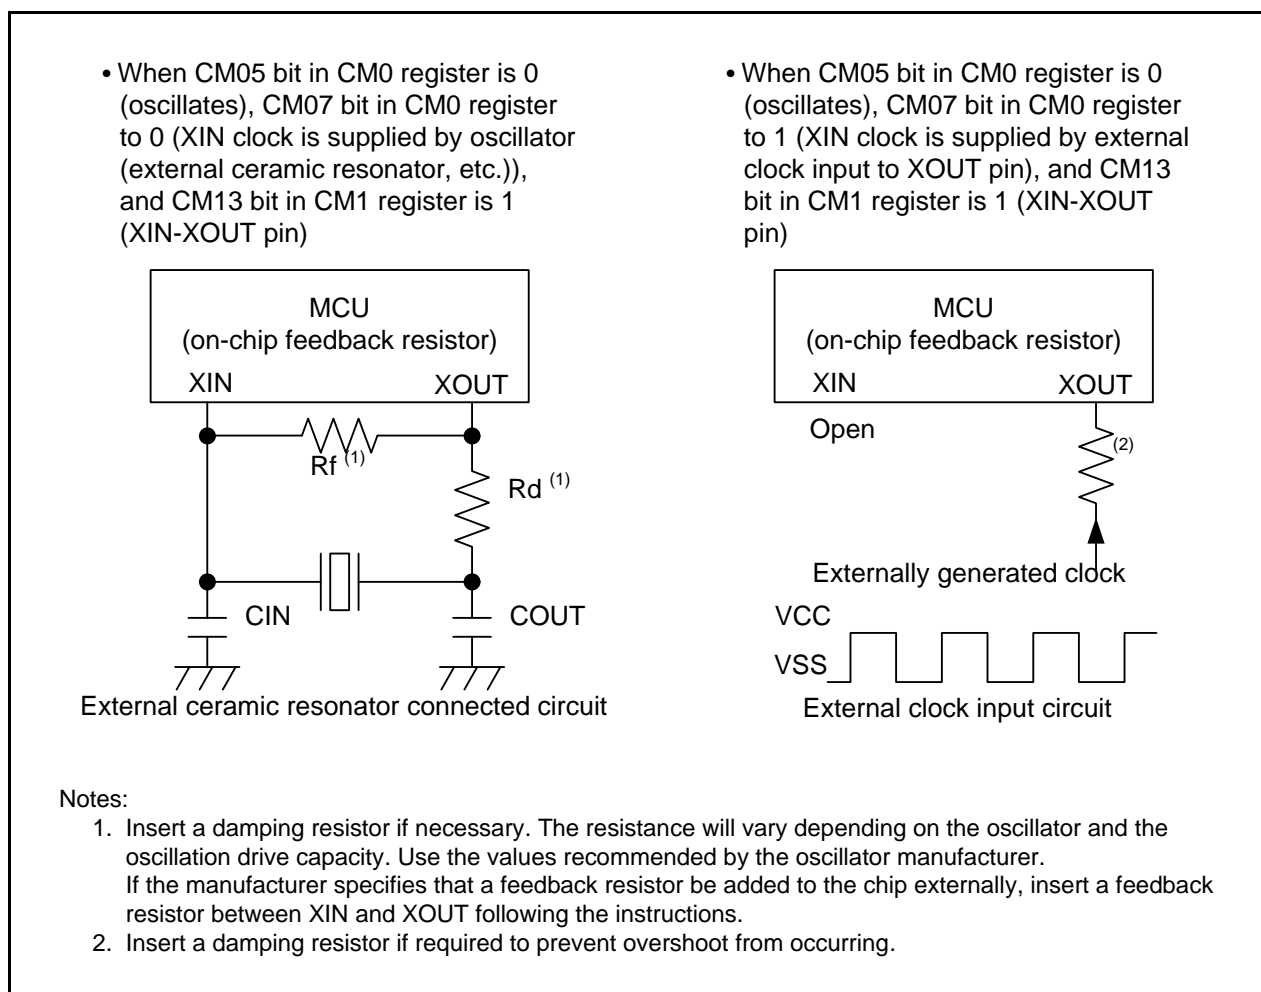 • When CM05 bit in CM0 register is 0
(oscillates), CM07 bit in CM0 register
to 0 (XIN clock is supplied by oscillator
(external ceramic resonator, etc.)),
and CM13 bit in CM1 register is 1
(XIN-XOUT pin)
MCU
(on-chip feedback resistor)
XIN
XOUT
Rf (1)
Rd (1)
CIN
COUT
External ceramic resonator connected circuit
• When CM05 bit in CM0 register is 0
(oscillates), CM07 bit in CM0 register
to 1 (XIN clock is supplied by external
clock input to XOUT pin), and CM13
bit in CM1 register is 1 (XIN-XOUT
pin)
MCU
(on-chip feedback resistor)
XIN
XOUT
Open
(2)
Externally generated clock
VCC
VSS
External clock input circuit
Notes:
1. Insert a damping resistor if necessary. The resistance will vary depending on the oscillator and the
oscillation drive capacity. Use the values recommended by the oscillator manufacturer.
If the manufacturer specifies that a feedback resistor be added to the chip externally, insert a feedback
resistor between XIN and XOUT following the instructions.
2. Insert a damping resistor if required to prevent overshoot from occurring.